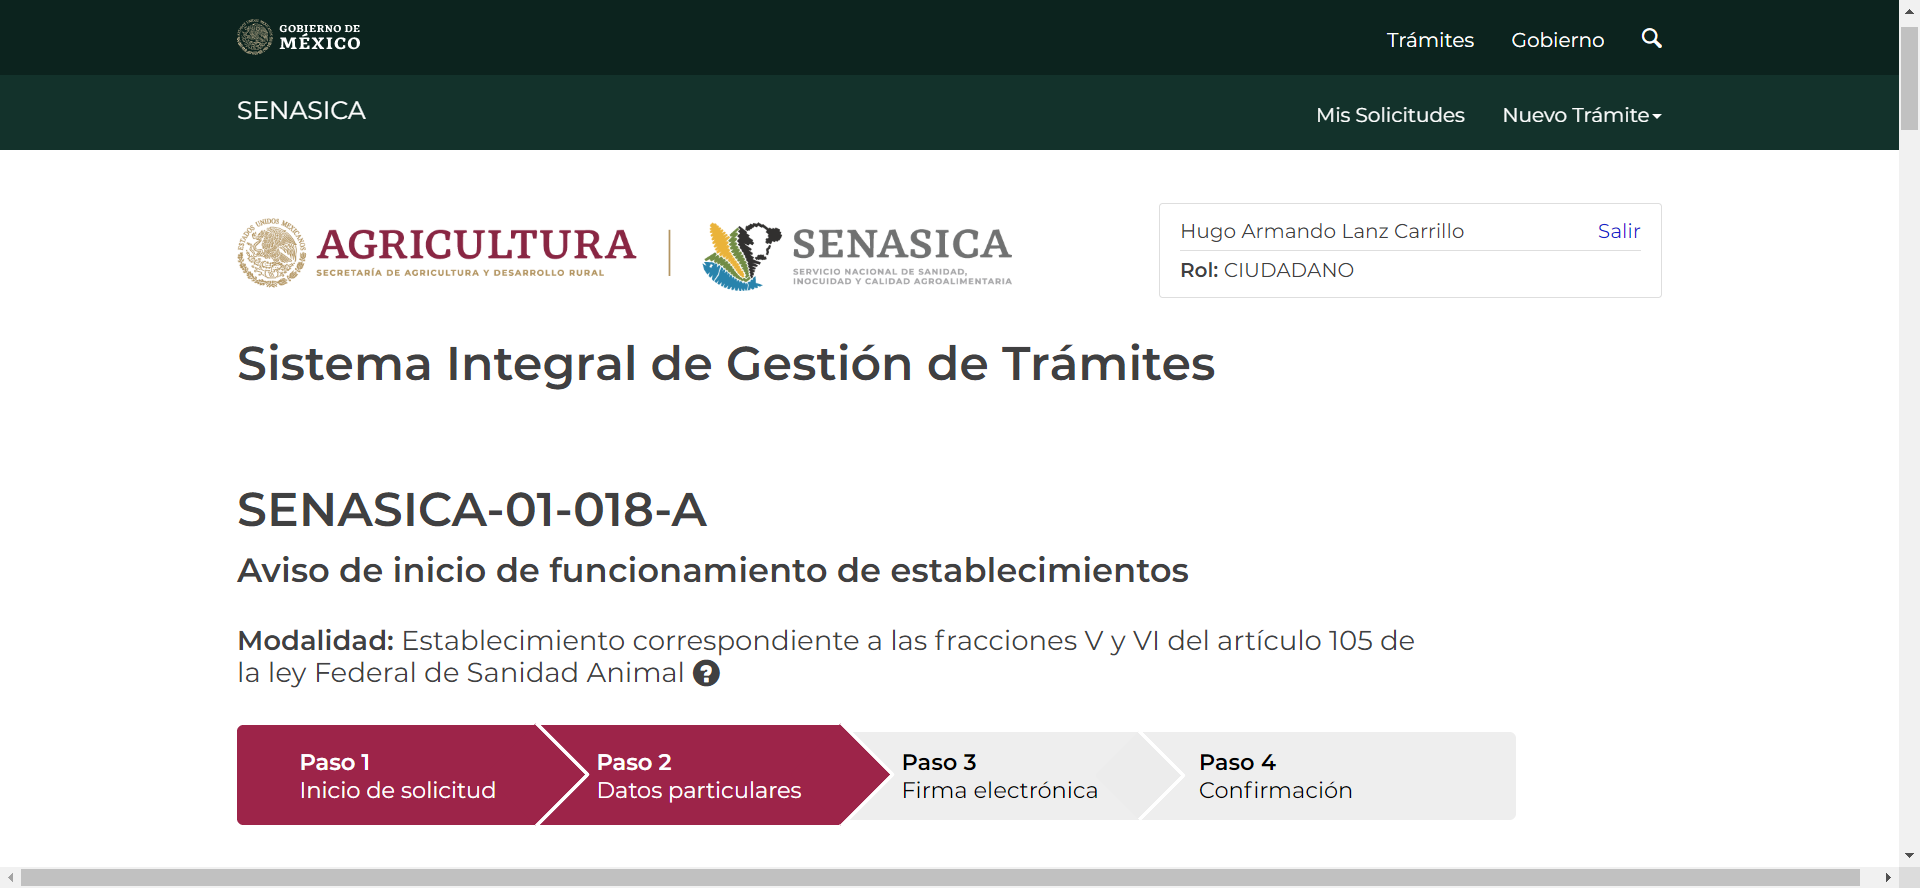 GOBIERNO DE
MÉXICO
Trámites
Gobierno
SENASICA
Mis Solicitudes
Nuevo Trámite
ESTADOS UNIDOS MEXICANOS
AGRICULTURA
SECRETARÍA DE AGRICULTURA Y DESARROLLO RURAL
SENASICA
SERVICIO NACIONAL DE SANIDAD,
INOCUIDAD Y CALIDAD AGROALIMENTARIA
Hugo Armando Lanz Carrillo
Salir
Rol: CIUDADANO
Sistema Integral de Gestión de Trámites
SENASICA-01-018-A
Aviso de inicio de funcionamiento de establecimientos
Modalidad: Establecimiento correspondiente a las fracciones V y VI del artículo 105 de
la ley Federal de Sanidad Animal ?
Paso 1
Inicio de solicitud
Paso 2
Datos particulares
Paso 3
Firma electrónica
Paso 4
Confirmación